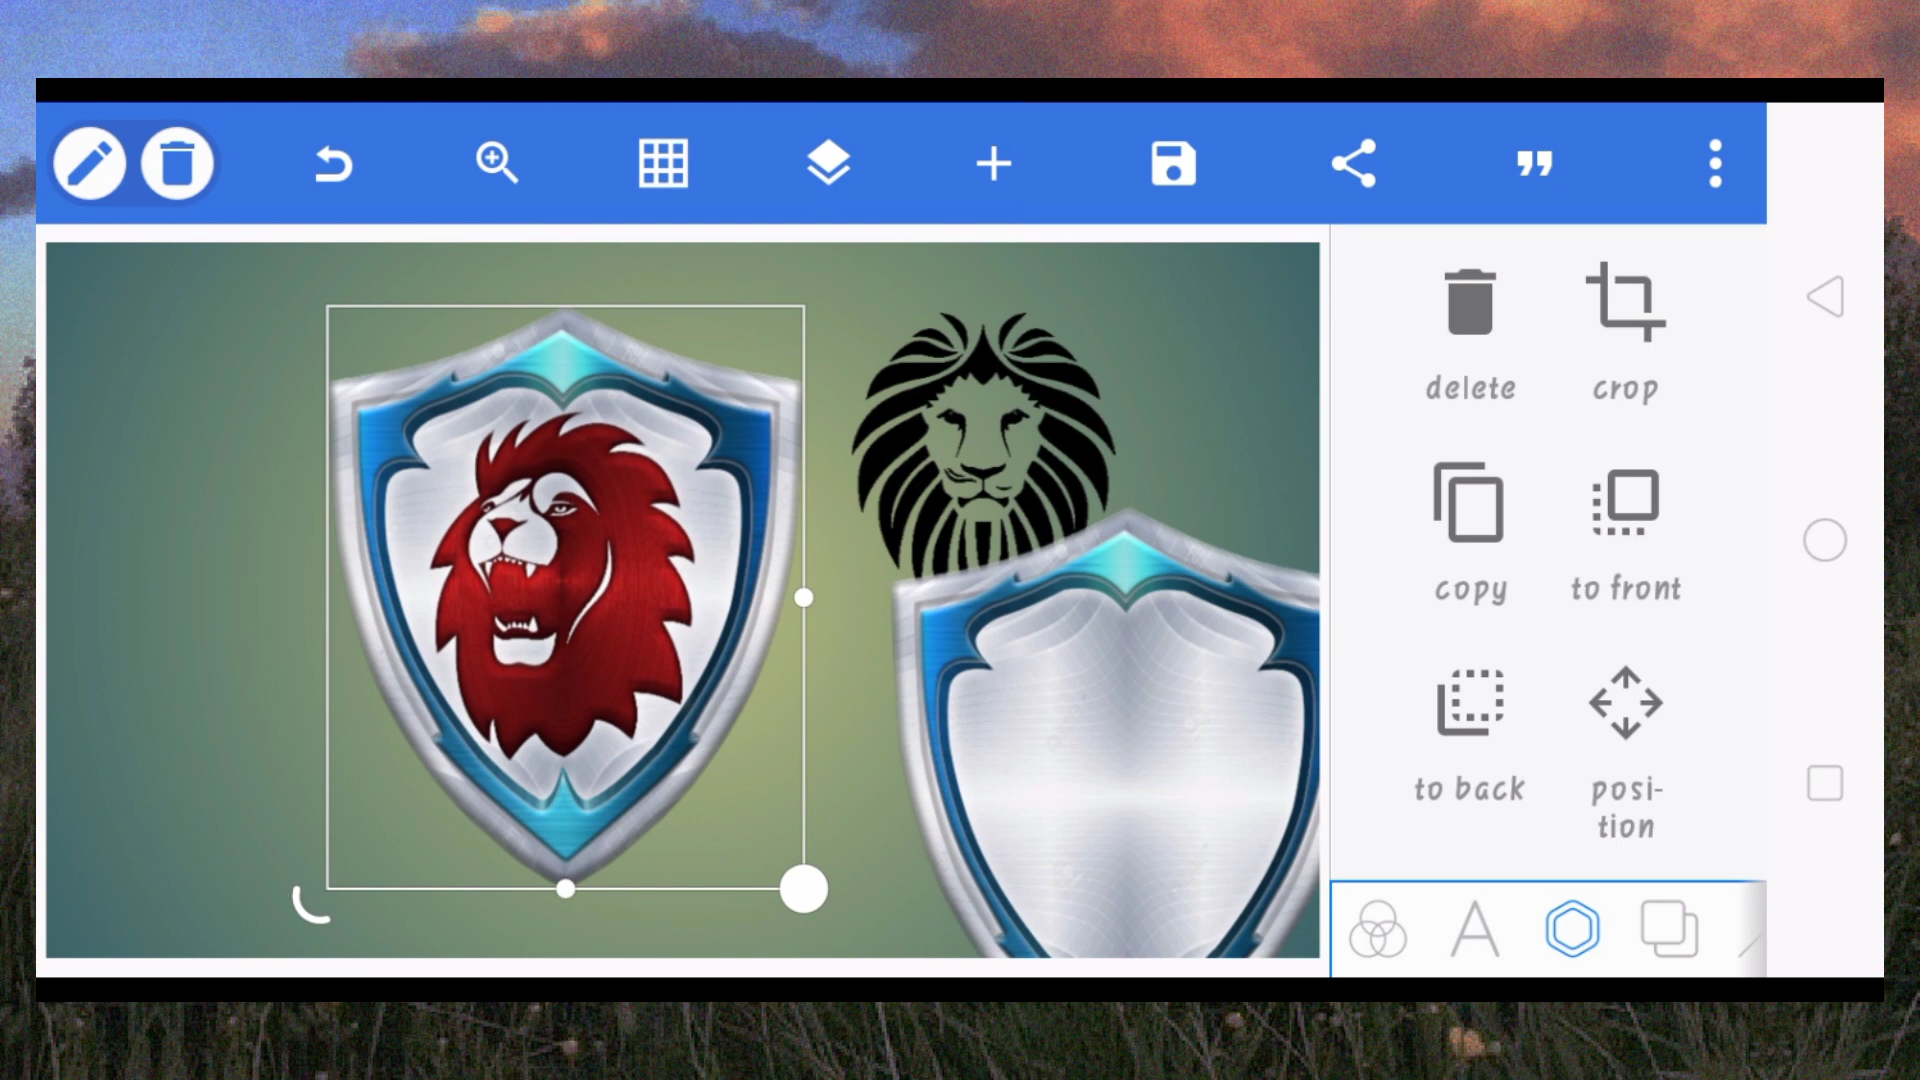 delete
crop
copy
to front
to back
posi-
tion